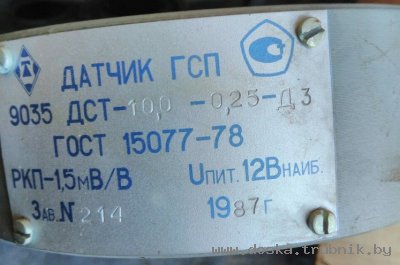 ДАТЧИК ГСП
9035 ДСТ-10,0-0,25-Д3
ГОСТ 15077-78
РКП-1,5мВ/В Uпит.12Внаиб.
Зав.N 214 1987г
www.doska.trubnik.by